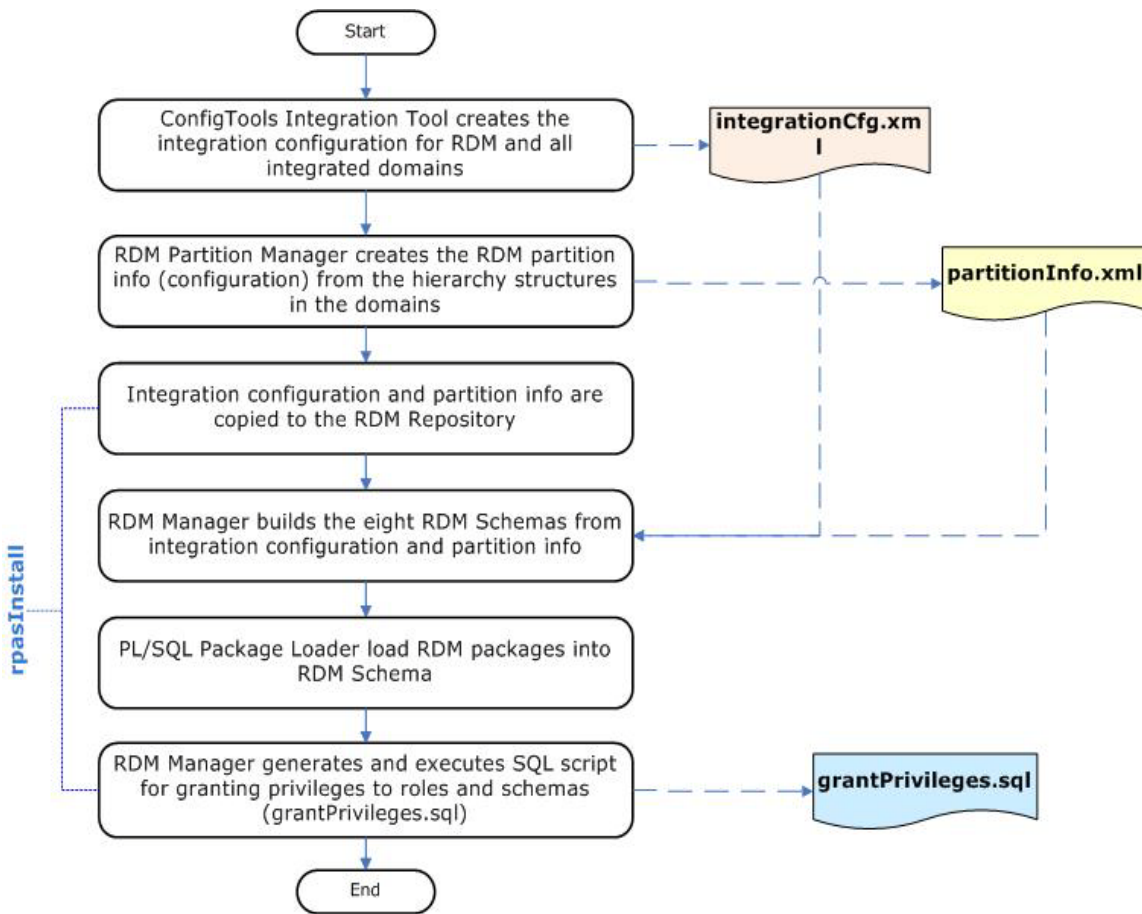 Start
ConfigTools Integration Tool creates the
integration configuration for RDM and all
integrated domains
integrationCfg.xm
l
RDM Partition Manager creates the RDM partition
info (configuration) from the hierarchy structures
in the domains
partitionInfo.xml
Integration configuration and partition info are
copied to the RDM Repository
RDM Manager builds the eight RDM Schemas from
integration configuration and partition info
rpasInstall
PL/SQL Package Loader load RDM packages into
RDM Schema
RDM Manager generates and executes SQL script
for granting privileges to roles and schemas
(grantPrivileges.sql)
grantPrivileges.sql
End